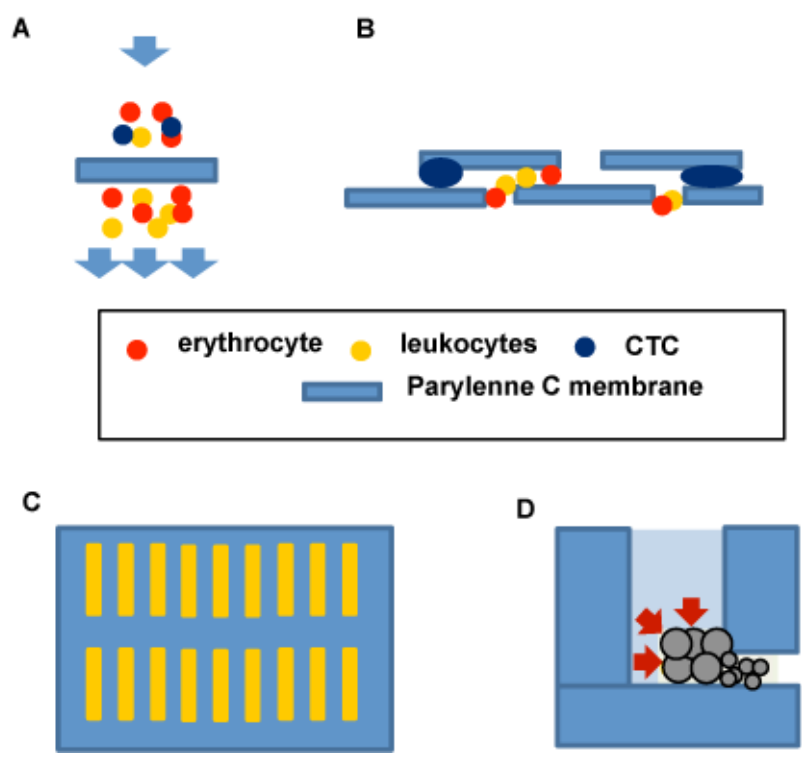 A
B
erythrocyte
leukocytes
CTC
Parylenne C membrane
C
D